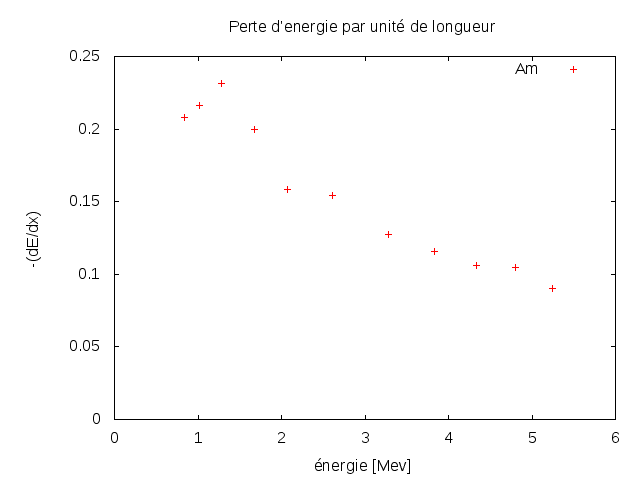 Perte d'energie par unité de longueur
Am
0.25
0.2
0.15
0.1
0.05
0
-(dE/dx)
0 1 2 3 4 5 6
énergie [Mev]